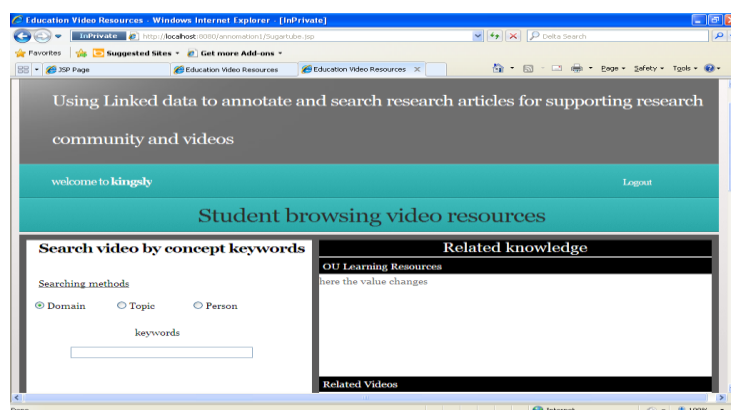 Education Video Resources - Windows Internet Explorer - [InPrivate]
InPrivate http://localhost:8080/annomation1/Sugartube.jsp
Delta Search
Favorites Suggested Sites Get more Add-ons
JSP Page Education Video Resources Education Video Resources Page Safety Tools
Using Linked data to annotate and search research articles for supporting research
community and videos
welcome to kingsly Logout
Student browsing video resources
Search video by concept keywords
Searching methods
Domain Topic Person
keywords
Related knowledge
OU Learning Resources
here the value changes
Related Videos
Done Internet 100%